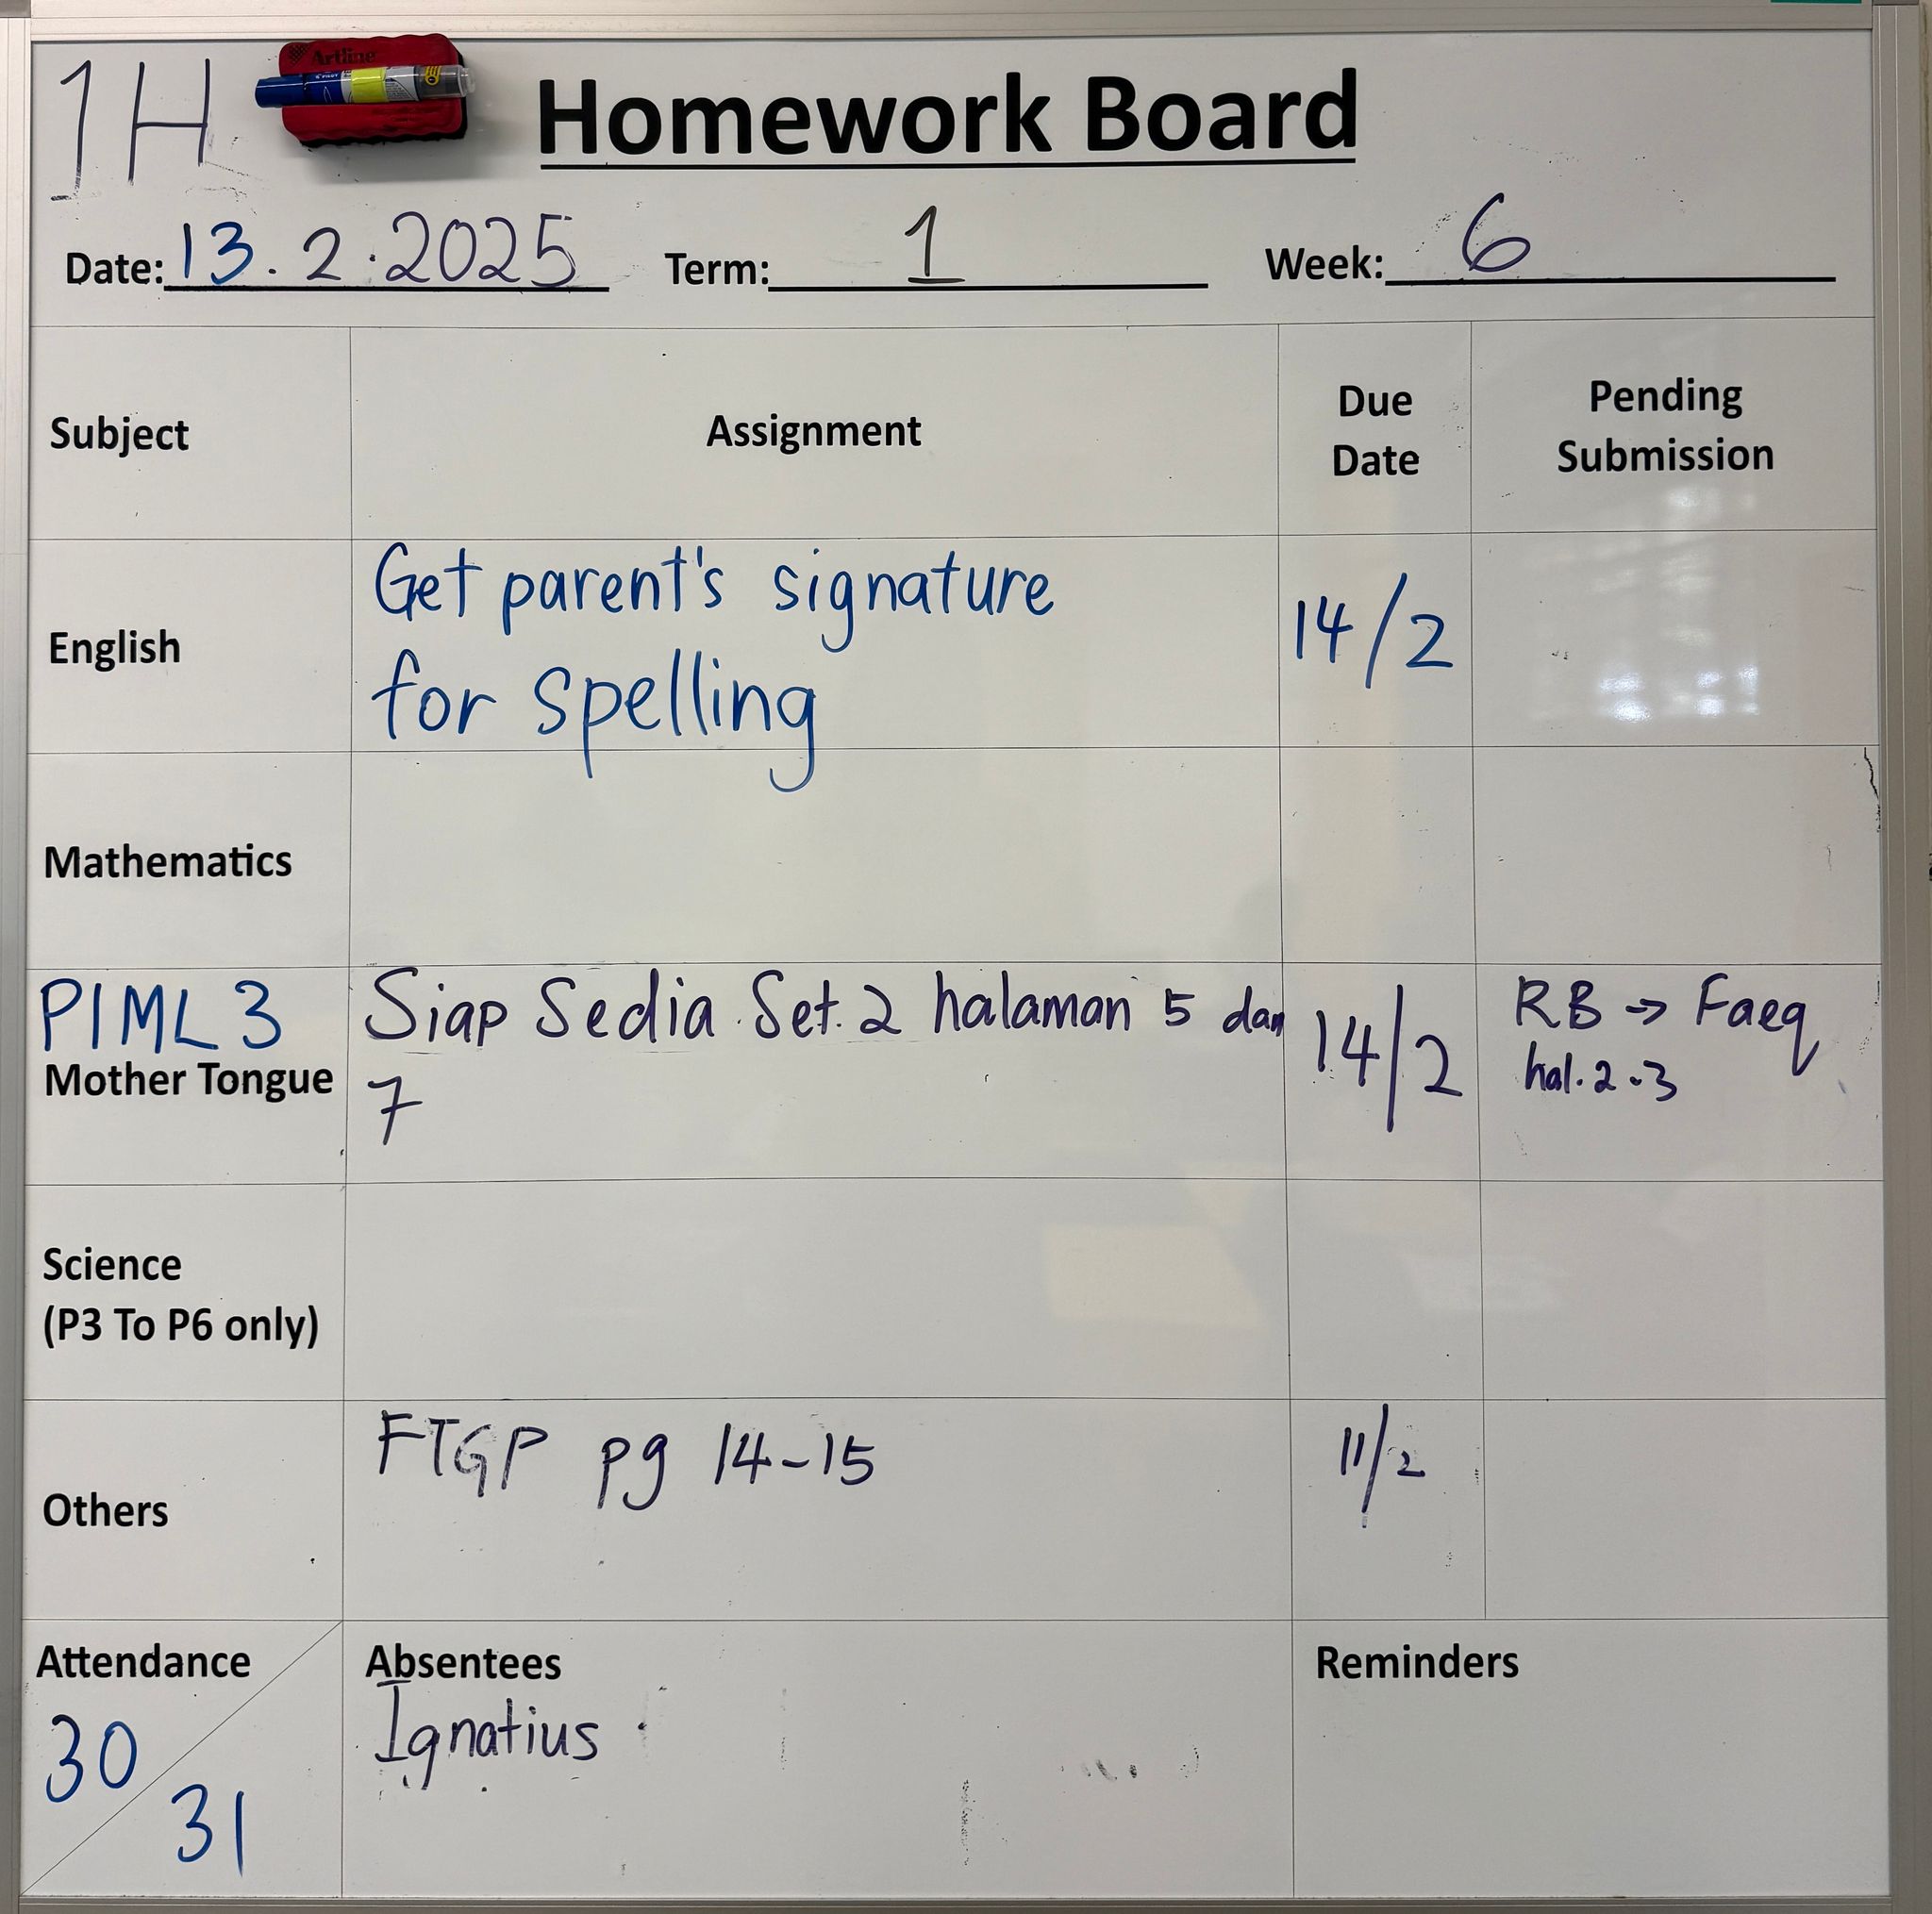 1H
Artline
Homework Board
Date: 13.2.2025 Term: 1 Week: 6
Subject Assignment Due Date Pending Submission
English
Get parent's signature
for spelling
14/2
Mathematics
PIML 3
Mother Tongue
Siap Sedia Set.2 halaman 5 dan
7
14/2
RB → Faeq
hal.2-3
Science
(P3 To P6 only)
Others
FTGP pg 14-15
11/2
Attendance
30
31
Absentees
Ignatius
Reminders